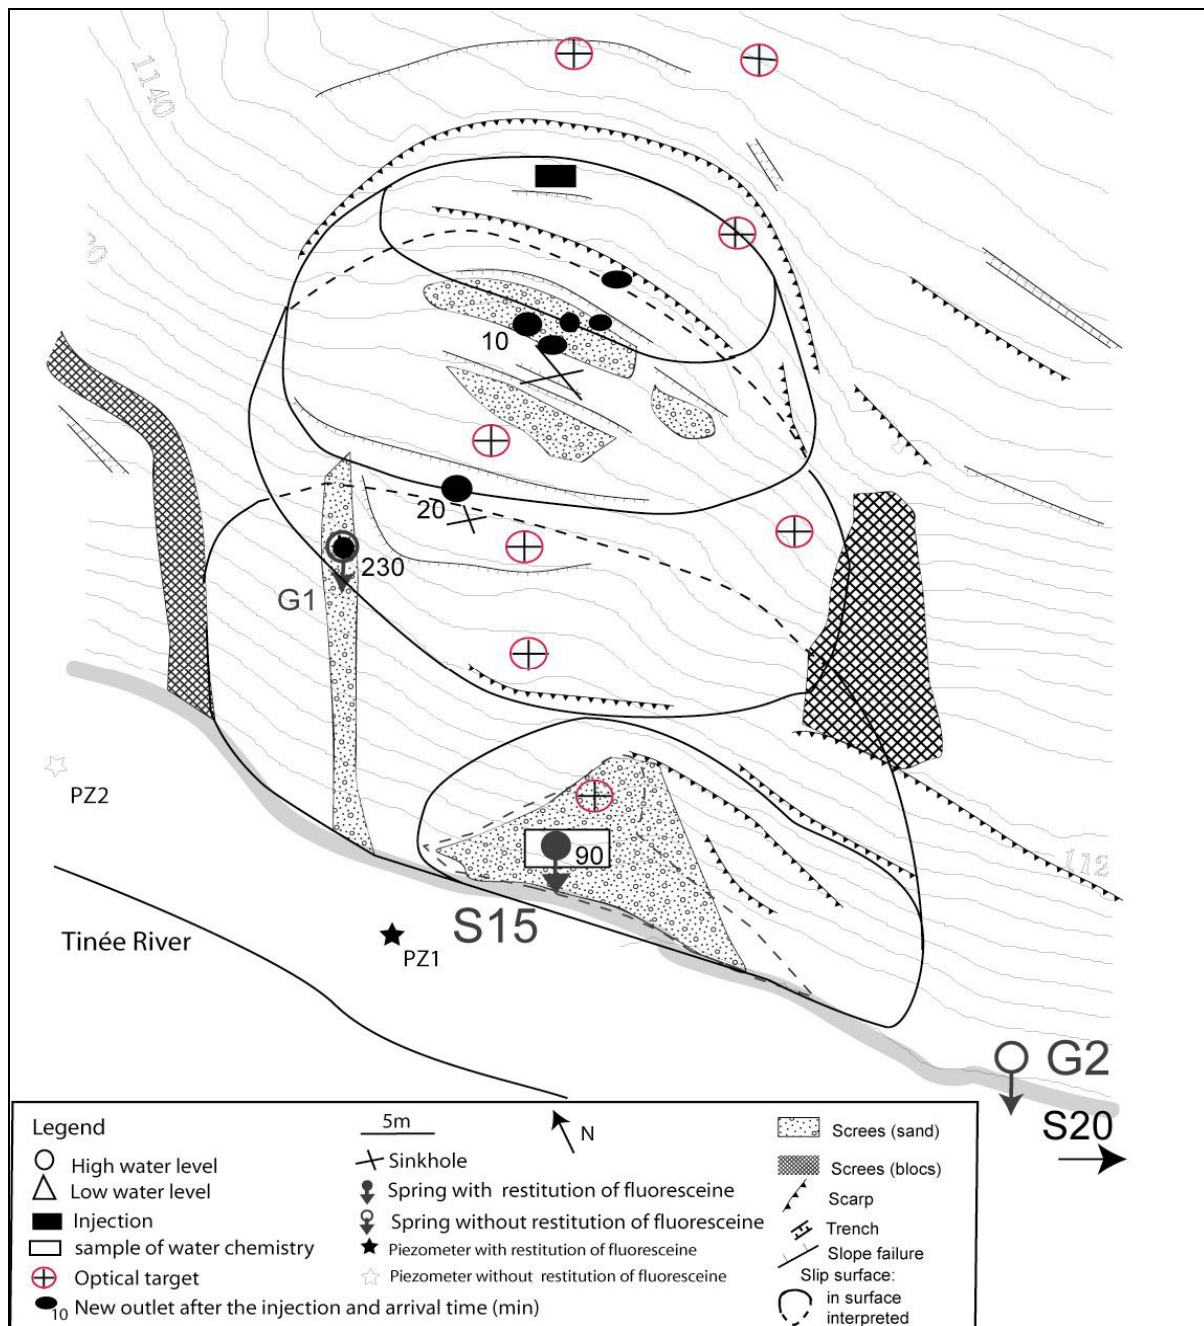 1140
10
20
230
G1
PZ2
90
S15
112
Tinée River
PZ1
G2
S20
Legend
High water level
Low water level
Injection
sample of water chemistry
Optical target
10 New outlet after the injection and arrival time (min)
5m
N
Sinkhole
Spring with restitution of fluoresceine
Spring without restitution of fluoresceine
Piezometer with restitution of fluoresceine
Piezometer without restitution of fluoresceine
Screes (sand)
Screes (blocs)
Scarp
Trench
Slope failure
Slip surface:
in surface
interpreted